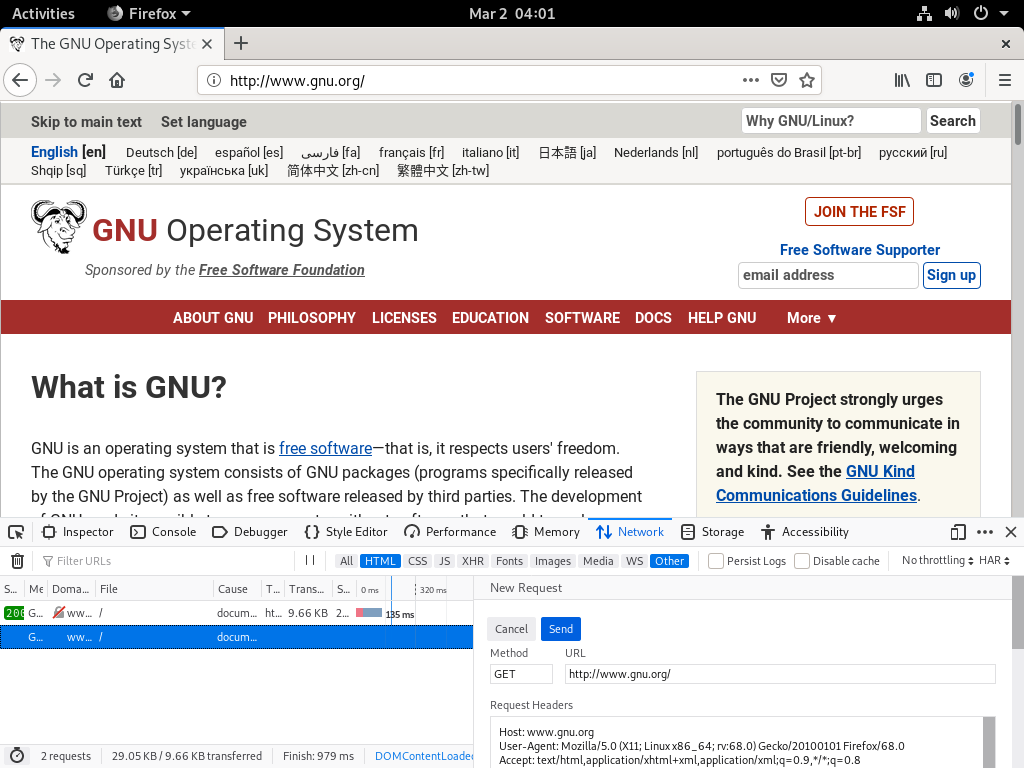 Activities Firefox Mar 2 04:01
The GNU Operating Syste
http://www.gnu.org/
Skip to main text Set language Why GNU/Linux? Search
English [en] Deutsch [de] español [es] فارسی [fa] français [fr] italiano [it] 日本語 [ja] Nederlands [nl] português do Brasil [pt-br] русский [ru]
Shqip [sq] Türkçe [tr] українська [uk] 简体中文 [zh-cn] 繁體中文 [zh-tw]
JOIN THE FSF
GNU Operating System
Free Software Supporter
Sponsored by the Free Software Foundation
email address Sign up
ABOUT GNU PHILOSOPHY LICENSES EDUCATION SOFTWARE DOCS HELP GNU More ▼
What is GNU?
GNU is an operating system that is free software—that is, it respects users' freedom.
The GNU operating system consists of GNU packages (programs specifically released
by the GNU Project) as well as free software released by third parties. The development
The GNU Project strongly urges
the community to communicate in
ways that are friendly, welcoming
and kind. See the GNU Kind
Communications Guidelines.
Inspector Console Debugger Style Editor Performance Memory Network Storage Accessibility
Filter URLs All HTML CSS JS XHR Fonts Images Media WS Other Persist Logs Disable cache No throttling HAR
S... Me Doma... File Cause T... Trans... S... 0 ms 320 ms
200 G... ww... / docum... ht... 9.66 KB 2... 135 ms
G... ww... / docum...
2 requests 29.05 KB / 9.66 KB transferred Finish: 979 ms DOMContentLoade
New Request
Cancel Send
Method URL
GET http://www.gnu.org/
Request Headers
Host: www.gnu.org
User-Agent: Mozilla/5.0 (X11; Linux x86_64; rv:68.0) Gecko/20100101 Firefox/68.0
Accept: text/html,application/xhtml+xml,application/xml;q=0.9,*/*;q=0.8